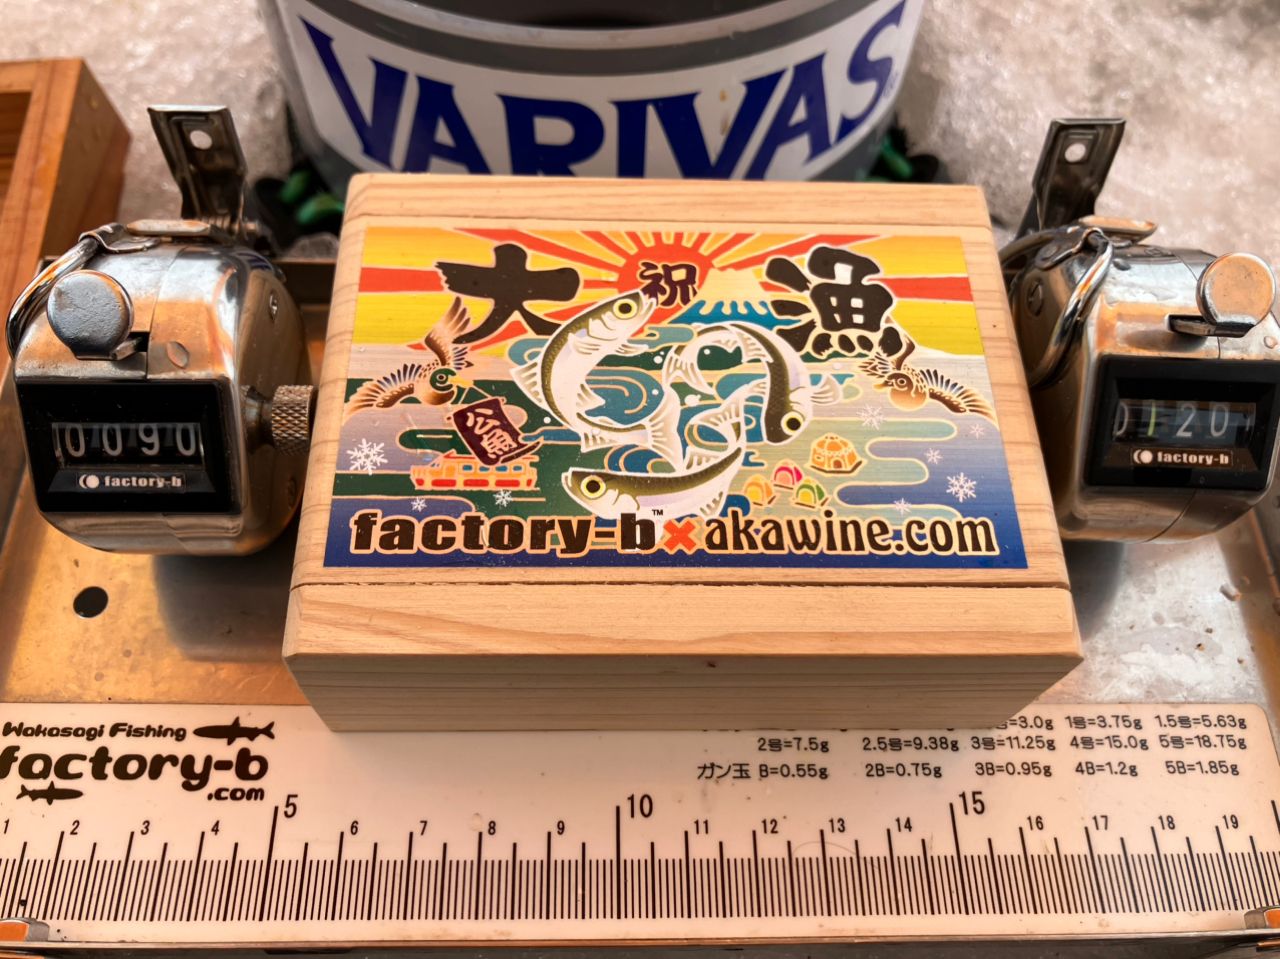 VARIVAS
大 祝 漁
公魚
0090
factory-b
0120
factory-b
factory-b™×akawine.com
Wakasagi Fishing
factory-b
.com
=3.0g 1号=3.75g 1.5号=5.63g
2号=7.5g 2.5号=9.38g 3号=11.25g 4号=15.0g 5号=18.75g
ガン玉 B=0.55g 2B=0.75g 3B=0.95g 4B=1.2g 5B=1.85g
1 2 3 4 5 6 7 8 9 10 11 12 13 14 15 16 17 18 19